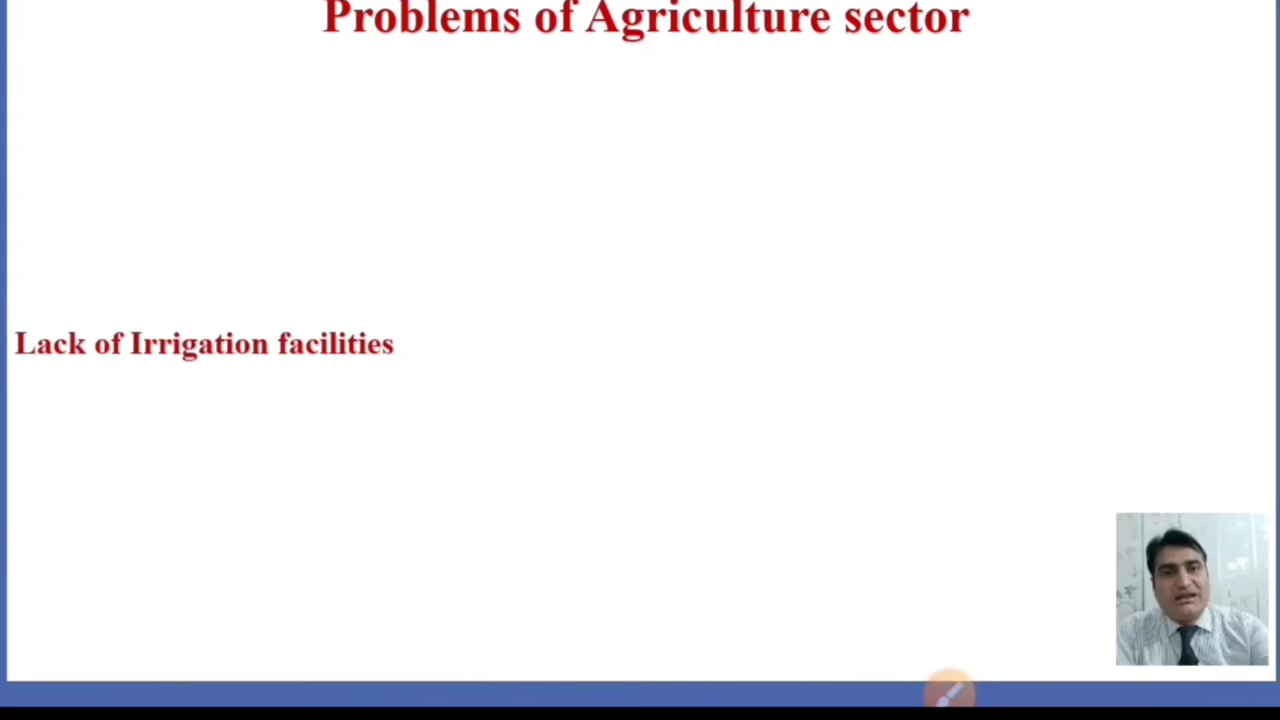 Problems of Agriculture sector
Lack of Irrigation facilities